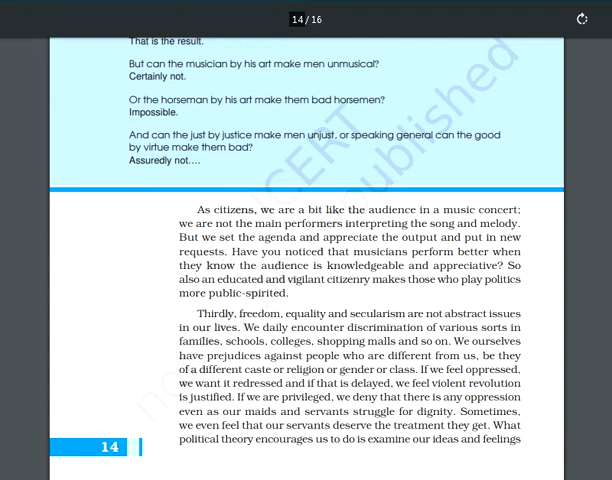 14 / 16
That is the result.
But can the musician by his art make men unmusical?
Certainly not.
Or the horseman by his art make them bad horsemen?
Impossible.
And can the just by justice make men unjust, or speaking general can the good
by virtue make them bad?
Assuredly not....
As citizens, we are a bit like the audience in a music concert;
we are not the main performers interpreting the song and melody.
But we set the agenda and appreciate the output and put in new
requests. Have you noticed that musicians perform better when
they know the audience is knowledgeable and appreciative? So
also an educated and vigilant citizenry makes those who play politics
more public-spirited.
Thirdly, freedom, equality and secularism are not abstract issues
in our lives. We daily encounter discrimination of various sorts in
families, schools, colleges, shopping malls and so on. We ourselves
have prejudices against people who are different from us, be they
of a different caste or religion or gender or class. If we feel oppressed,
we want it redressed and if that is delayed, we feel violent revolution
is justified. If we are privileged, we deny that there is any oppression
even as our maids and servants struggle for dignity. Sometimes,
we even feel that our servants deserve the treatment they get. What
political theory encourages us to do is examine our ideas and feelings
14